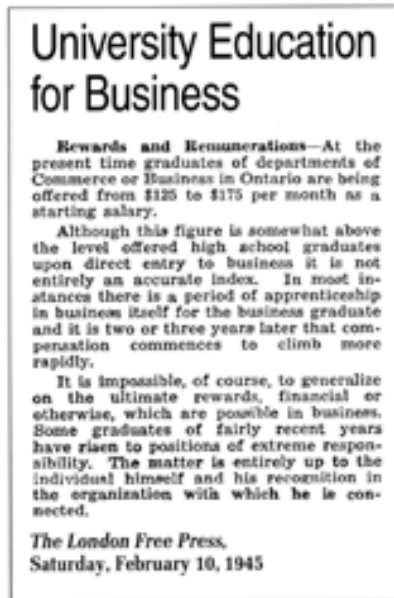 University Education
for Business
Rewards and Remunerations—At the
present time graduates of departments of
Commerce or Business in Ontario are being
offered from $125 to $175 per month as a
starting salary.
Although this figure is somewhat above
the level offered high school graduates
upon direct entry to business it is not
entirely an accurate index. In most in-
stances there is a period of apprenticeship
in business itself for the business graduate
and it is two or three years later that com-
pensation commences to climb more
rapidly.
It is impossible, of course, to generalize
on the ultimate rewards, financial or
otherwise, which are possible in business.
Some graduates of fairly recent years
have risen to positions of extreme respon-
sibility. The matter is entirely up to the
individual himself and his recognition in
the organization with which he is con-
nected.
The London Free Press,
Saturday, February 10, 1945